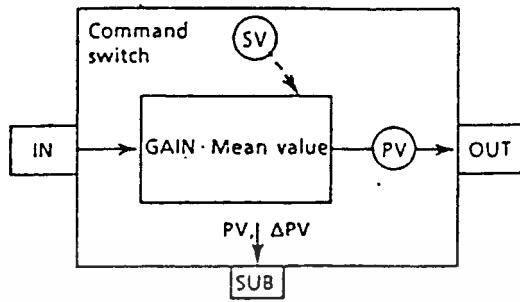 Command
switch
SV
IN
GAIN · Mean value
PV
OUT
PV, ΔPV
SUB